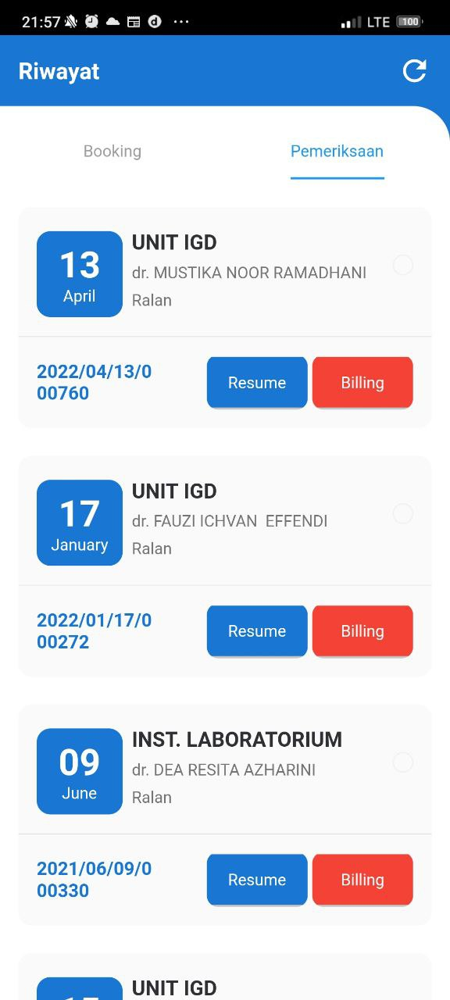 21:57 LTE 100
Riwayat
Booking Pemeriksaan
13
April
UNIT IGD
dr. MUSTIKA NOOR RAMADHANI
Ralan
2022/04/13/0
00760
Resume Billing
17
January
UNIT IGD
dr. FAUZI ICHVAN  EFFENDI
Ralan
2022/01/17/0
00272
Resume Billing
09
June
INST. LABORATORIUM
dr. DEA RESITA AZHARINI
Ralan
2021/06/09/0
00330
Resume Billing
UNIT IGD